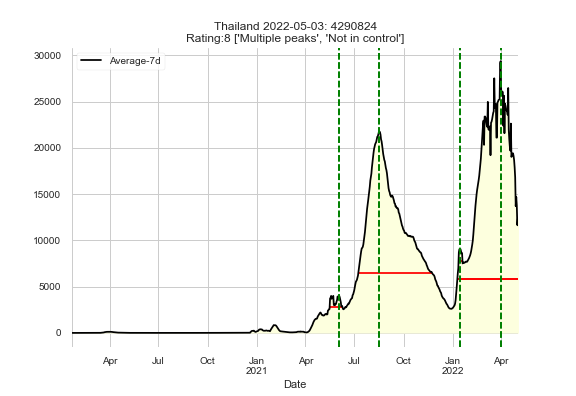 Thailand 2022-05-03: 4290824
Rating:8 ['Multiple peaks', 'Not in control']
Average-7d
30000
25000
20000
15000
10000
5000
0
Apr Jul Oct Jan Apr Jul Oct Jan Apr
2021 2022
Date